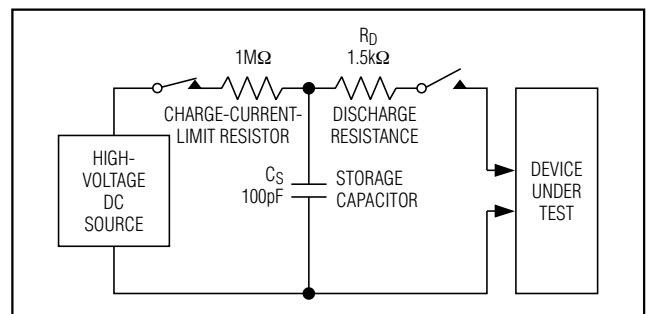 R_D
1MΩ
1.5kΩ
CHARGE-CURRENT-
LIMIT RESISTOR
DISCHARGE
RESISTANCE
HIGH-
VOLTAGE
DC
SOURCE
C_S
100pF
STORAGE
CAPACITOR
DEVICE
UNDER
TEST